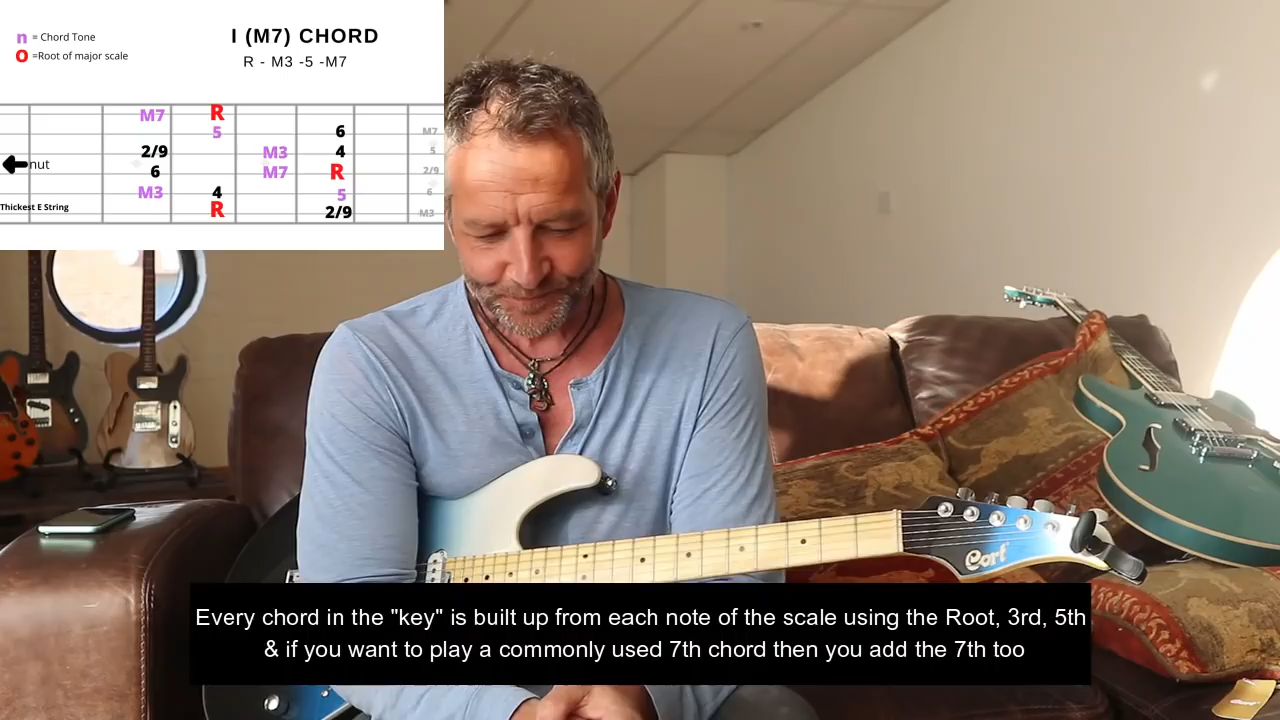 n = Chord Tone
O =Root of major scale
I (M7) CHORD
R - M3 -5 -M7
M7 R
5 6 M7
2/9 M3 4 5
nut
6 M7 R 2/9
M3 4 5 6
Thickest E String
R 2/9 M3
Cort
Every chord in the "key" is built up from each note of the scale using the Root, 3rd, 5th
& if you want to play a commonly used 7th chord then you add the 7th too